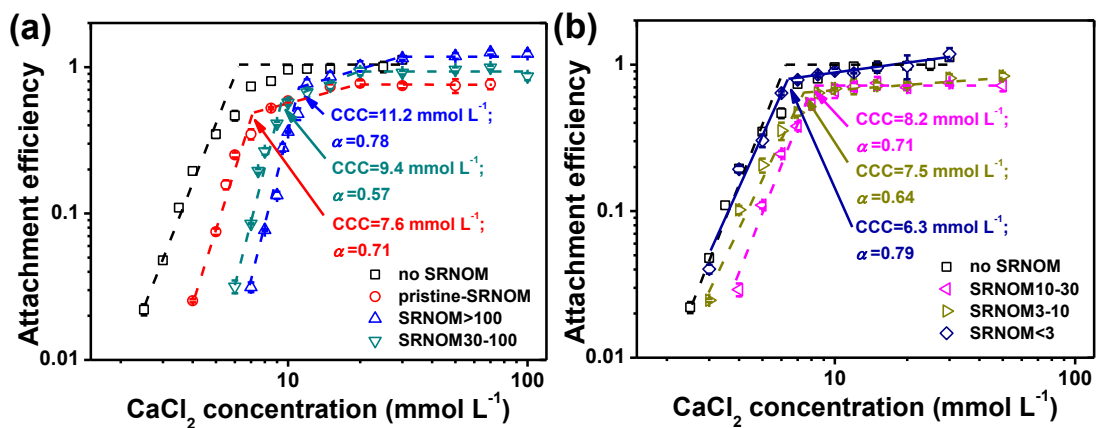 (a)
Attachment efficiency
1
0.1
0.01
CCC=11.2 mmol L⁻¹;
α=0.78
CCC=9.4 mmol L⁻¹;
α=0.57
CCC=7.6 mmol L⁻¹;
α=0.71
no SRNOM
pristine-SRNOM
SRNOM>100
SRNOM30-100
10
100
CaCl₂ concentration (mmol L⁻¹)
(b)
Attachment efficiency
1
0.1
0.01
CCC=8.2 mmol L⁻¹;
α=0.71
CCC=7.5 mmol L⁻¹;
α=0.64
CCC=6.3 mmol L⁻¹;
α=0.79
no SRNOM
SRNOM10-30
SRNOM3-10
SRNOM<3
10
100
CaCl₂ concentration (mmol L⁻¹)